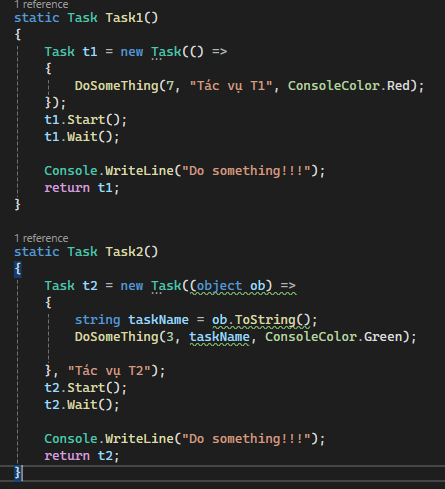 1 reference
static Task Task1()
{
    Task t1 = new Task(() =>
    {
        DoSomeThing(7, "Tác vụ T1", ConsoleColor.Red);
    });
    t1.Start();
    t1.Wait();

    Console.WriteLine("Do something!!!");
    return t1;
}

1 reference
static Task Task2()
{
    Task t2 = new Task((object ob) =>
    {
        string taskName = ob.ToString();
        DoSomeThing(3, taskName, ConsoleColor.Green);

    }, "Tác vụ T2");
    t2.Start();
    t2.Wait();

    Console.WriteLine("Do something!!!");
    return t2;
}